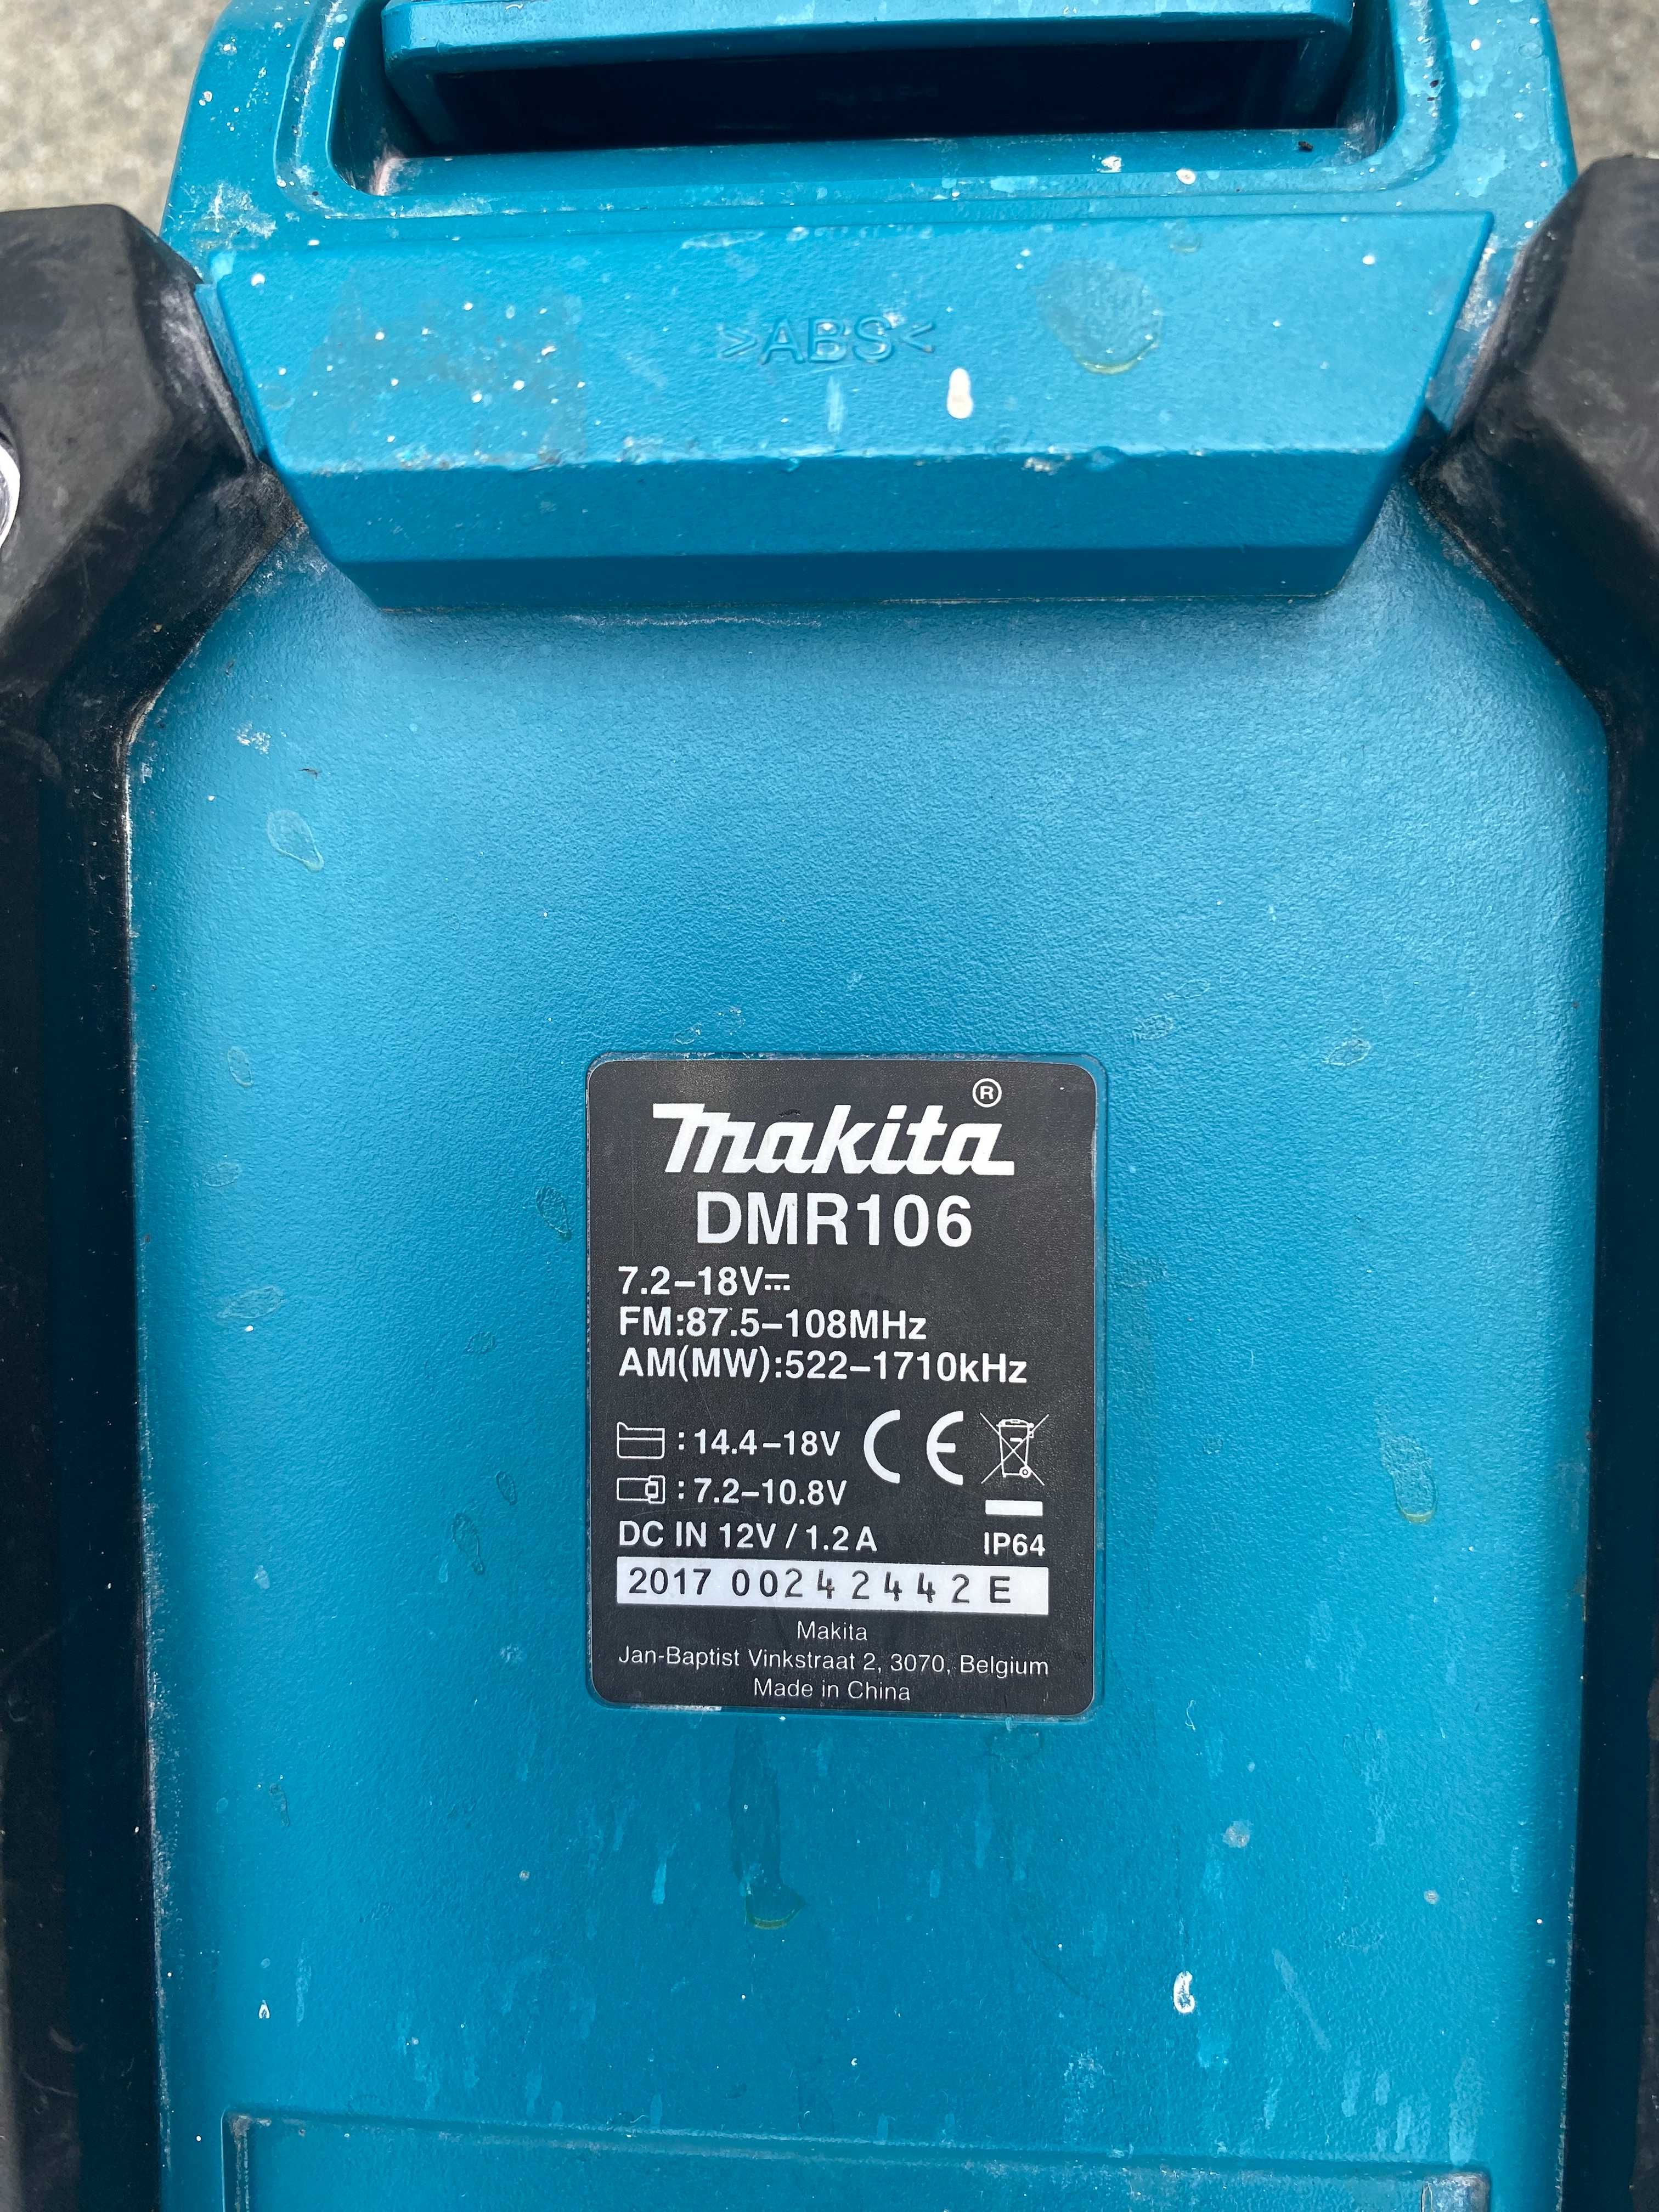 >ABS<
makita®
DMR106
7.2–18V⎓
FM:87.5–108MHz
AM(MW):522–1710kHz
:14.4–18V CE
:7.2–10.8V
DC IN 12V / 1.2A IP64
2017 00242442 E
Makita
Jan-Baptist Vinkstraat 2, 3070, Belgium
Made in China